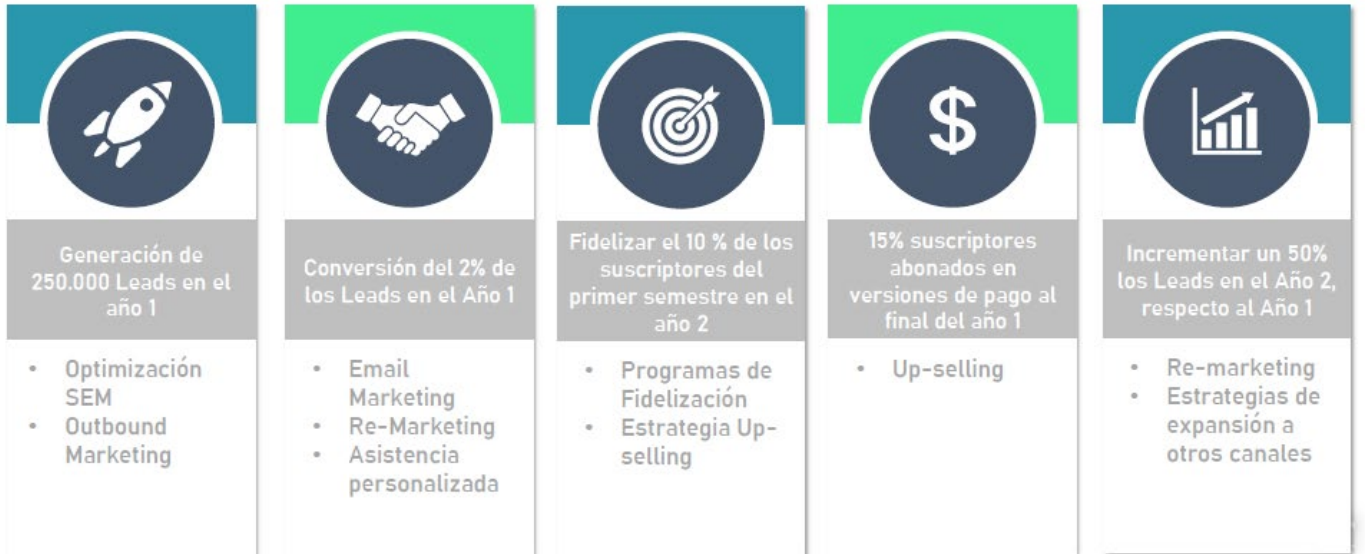 Generación de
250.000 Leads en el
año 1
• Optimización
SEM
• Outbound
Marketing
Conversión del 2% de
los Leads en el Año 1
• Email
Marketing
• Re-Marketing
• Asistencia
personalizada
Fidelizar el 10 % de los
suscriptores del
primer semestre en el
año 2
• Programas de
Fidelización
• Estrategia Up-
selling
$
15% suscriptores
abonados en
versiones de pago al
final del año 1
• Up-selling
Incrementar un 50%
los Leads en el Año 2,
respecto al Año 1
• Re-marketing
• Estrategias de
expansión a
otros canales